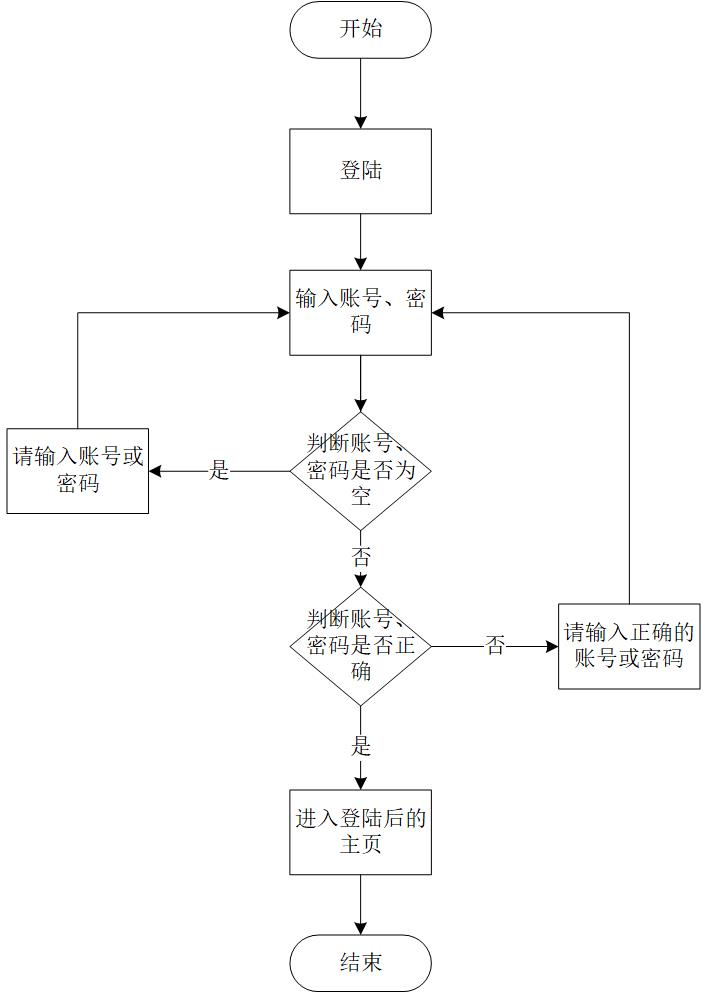 开始
登陆
输入账号、密
码
判断账号、
密码是否为
空
是
请输入账号或
密码
否
判断账号、
密码是否正
确
否
请输入正确的
账号或密码
是
进入登陆后的
主页
结束